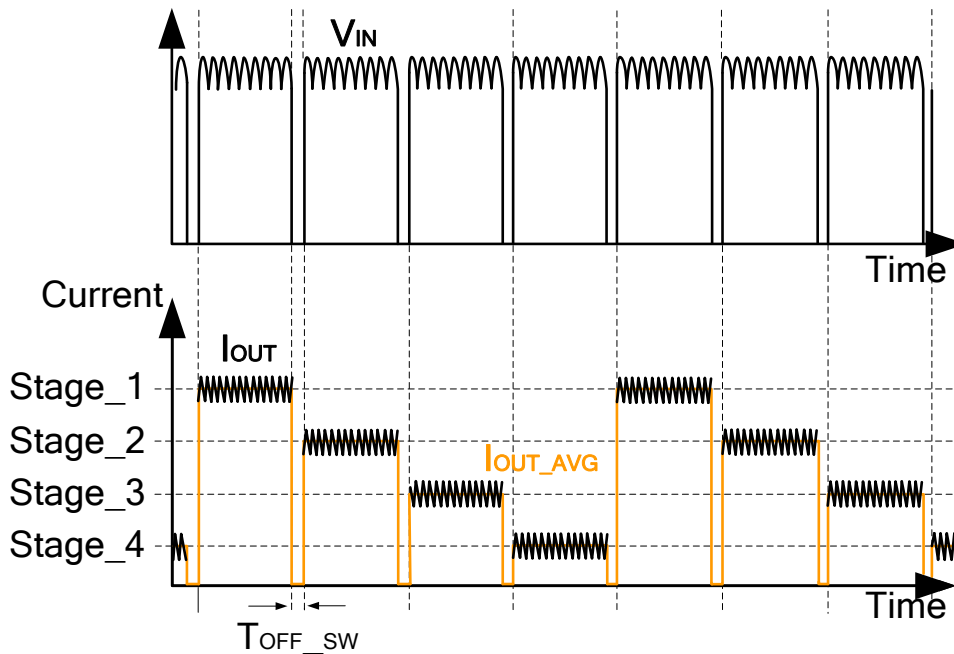 VIN
Time
Current
IOUT
Stage_1
Stage_2
IOUT_AVG
Stage_3
Stage_4
Time
TOFF_SW